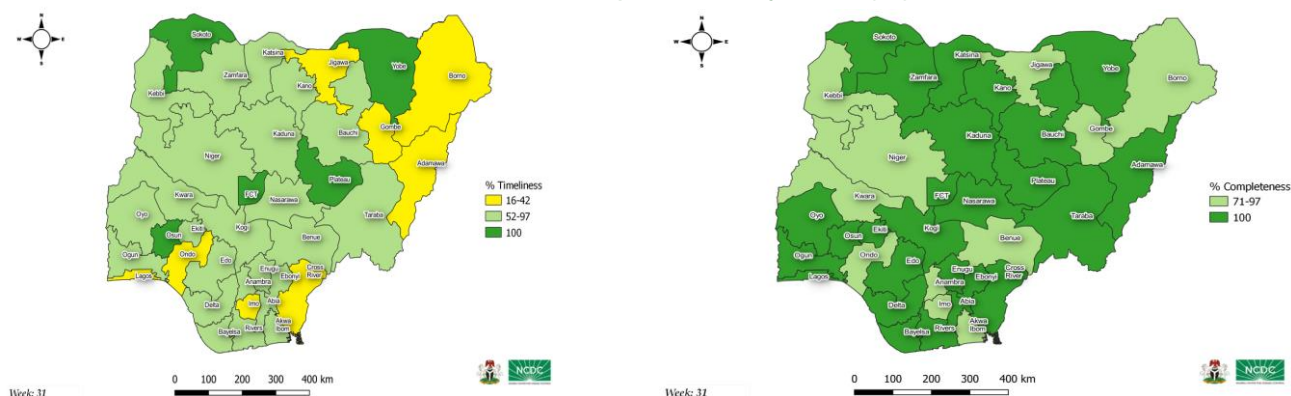 N
W E
S
Sokoto
Katsina
Jigawa
Yobe
Borno
Zamfara
Kano
Kebbi
Kaduna
Bauchi
Gombe
Adamawa
Niger
Plateau
FCT
Kwara
Nasarawa
Oyo
Taraba
Osun
Ekiti
Kogi
Benue
Ogun
Ondo
Edo
Lagos
Enugu
Anambra
Ebonyi
Cross
River
Delta
Imo
Abia
Bayelsa
Rivers
Akwa
Ibom
% Timeliness
16-42
52-97
100
0 100 200 300 400 km
Week: 31
NCDC
N
W E
S
Sokoto
Katsina
Jigawa
Yobe
Borno
Zamfara
Kano
Kebbi
Kaduna
Bauchi
Gombe
Adamawa
Niger
Plateau
FCT
Kwara
Nasarawa
Oyo
Taraba
Osun
Ekiti
Kogi
Benue
Ogun
Ondo
Edo
Lagos
Enugu
Anambra
Ebonyi
Cross
River
Delta
Imo
Abia
Bayelsa
Rivers
Akwa
Ibom
% Completeness
71-97
100
0 100 200 300 400 km
Week: 31
NCDC